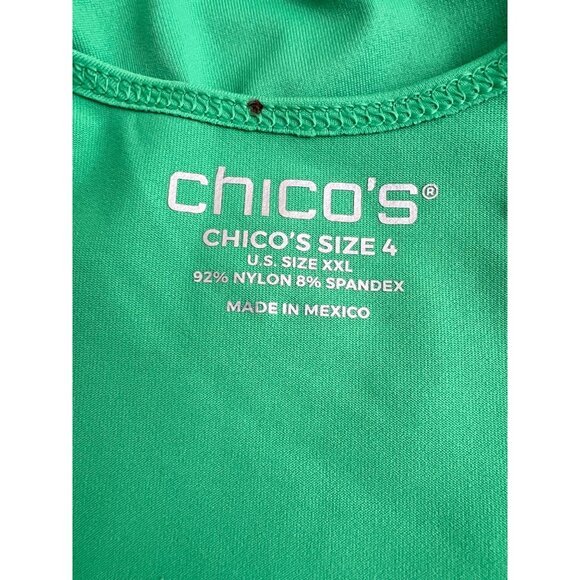 chico's®
CHICO'S SIZE 4
U.S. SIZE XXL
92% NYLON 8% SPANDEX
MADE IN MEXICO